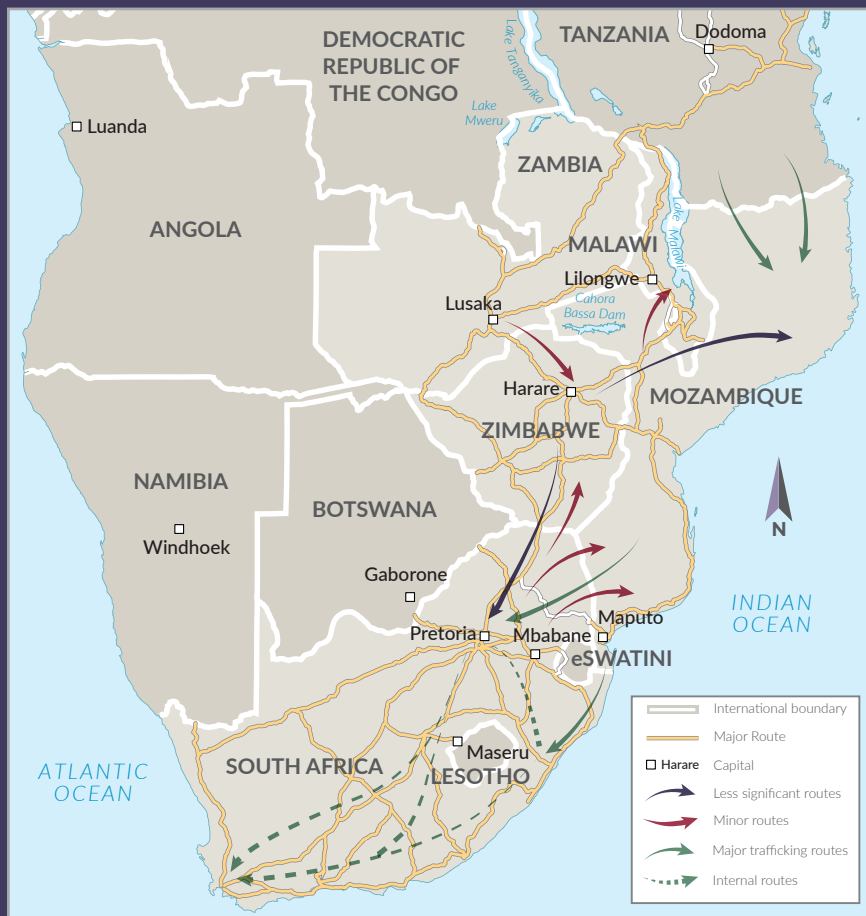 DEMOCRATIC
REPUBLIC OF
THE CONGO
TANZANIA
Dodoma
Lake Tanganyika
Lake
Mweru
Luanda
ZAMBIA
ANGOLA
MALAWI
Lake Malawi
Lilongwe
Lusaka
Cahora
Bassa Dam
Harare
MOZAMBIQUE
ZIMBABWE
NAMIBIA
BOTSWANA
Windhoek
N
Gaborone
INDIAN
OCEAN
Maputo
Pretoria
Mbabane
eSWATINI
ATLANTIC
OCEAN
SOUTH AFRICA
Maseru
LESOTHO
International boundary
Major Route
Harare Capital
Less significant routes
Minor routes
Major trafficking routes
Internal routes